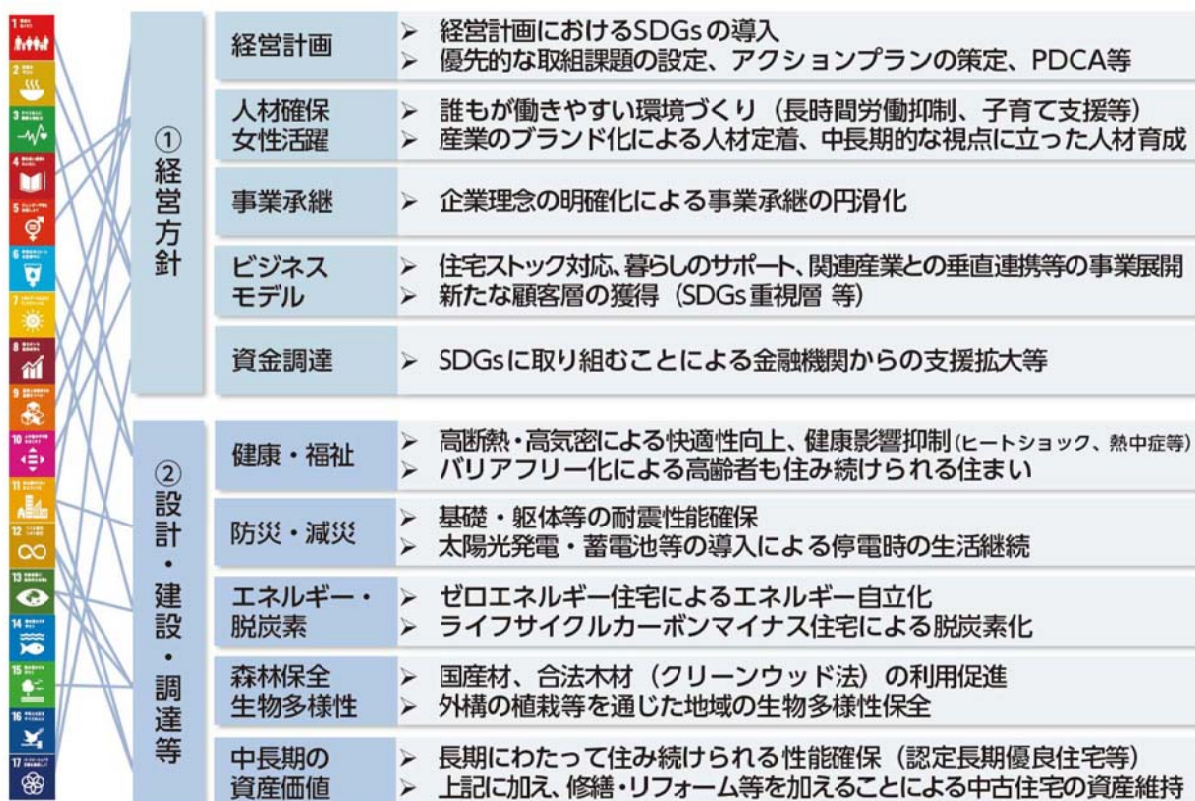 1
2
3
4
5
6
7
8
9
10
11
12
13
14
15
16
17
①経営方針
経営計画
➢ 経営計画におけるSDGsの導入
➢ 優先的な取組課題の設定、アクションプランの策定、PDCA等
人材確保
女性活躍
➢ 誰もが働きやすい環境づくり（長時間労働抑制、子育て支援等）
➢ 産業のブランド化による人材定着、中長期的な視点に立った人材育成
事業承継
➢ 企業理念の明確化による事業承継の円滑化
ビジネス
モデル
➢ 住宅ストック対応、暮らしのサポート、関連産業との垂直連携等の事業展開
➢ 新たな顧客層の獲得（SDGs重視層 等）
資金調達
➢ SDGsに取り組むことによる金融機関からの支援拡大等
②設計・建設・調達等
健康・福祉
➢ 高断熱・高気密による快適性向上、健康影響抑制（ヒートショック、熱中症等）
➢ バリアフリー化による高齢者も住み続けられる住まい
防災・減災
➢ 基礎・躯体等の耐震性能確保
➢ 太陽光発電・蓄電池等の導入による停電時の生活継続
エネルギー・
脱炭素
➢ ゼロエネルギー住宅によるエネルギー自立化
➢ ライフサイクルカーボンマイナス住宅による脱炭素化
森林保全
生物多様性
➢ 国産材、合法木材（クリーンウッド法）の利用促進
➢ 外構の植栽等を通じた地域の生物多様性保全
中長期の
資産価値
➢ 長期にわたって住み続けられる性能確保（認定長期優良住宅等）
➢ 上記に加え、修繕・リフォーム等を加えることによる中古住宅の資産維持